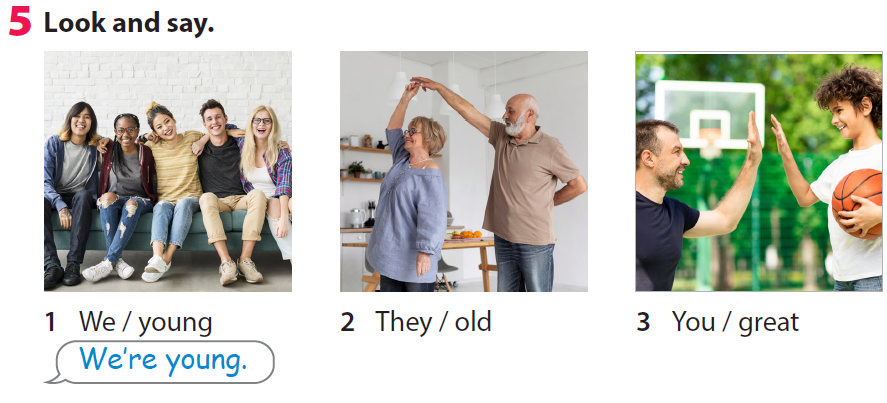 5 Look and say.
1 We / young
2 They / old
3 You / great
We're young.